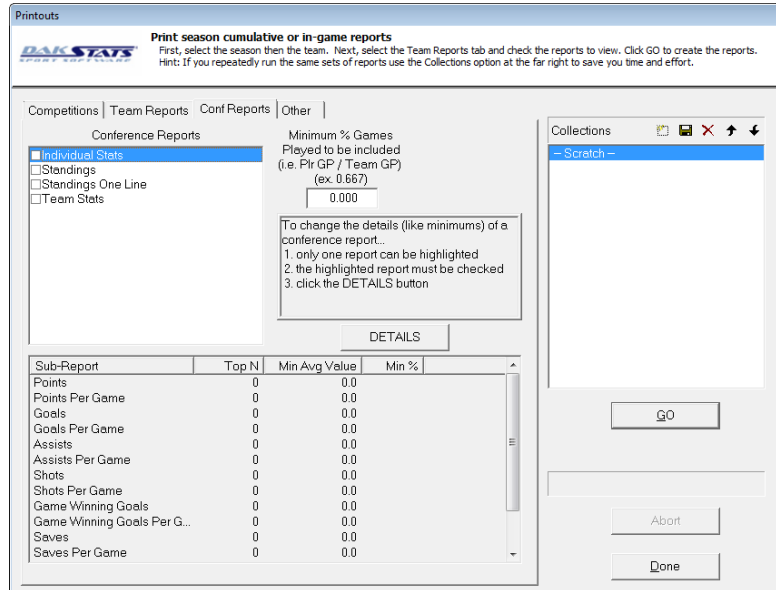 Printouts
DAK STATS
SPORT SOFTWARE
Print season cumulative or in-game reports
First, select the season then the team. Next, select the Team Reports tab and check the reports to view. Click GO to create the reports.
Hint: If you repeatedly run the same sets of reports use the Collections option at the far right to save you time and effort.
Competitions Team Reports Conf Reports Other
Conference Reports
Individual Stats
Standings
Standings One Line
Team Stats
Minimum % Games
Played to be included
(i.e. Plr GP / Team GP)
(ex. 0.667)
0.000
To change the details (like minimums) of a
conference report...
1. only one report can be highlighted
2. the highlighted report must be checked
3. click the DETAILS button
DETAILS
Sub-Report Top N Min Avg Value Min %
Points 0 0.0
Points Per Game 0 0.0
Goals 0 0.0
Goals Per Game 0 0.0
Assists 0 0.0
Assists Per Game 0 0.0
Shots 0 0.0
Shots Per Game 0 0.0
Game Winning Goals 0 0.0
Game Winning Goals Per G... 0 0.0
Saves 0 0.0
Saves Per Game 0 0.0
Collections
-- Scratch --
GO
Abort
Done